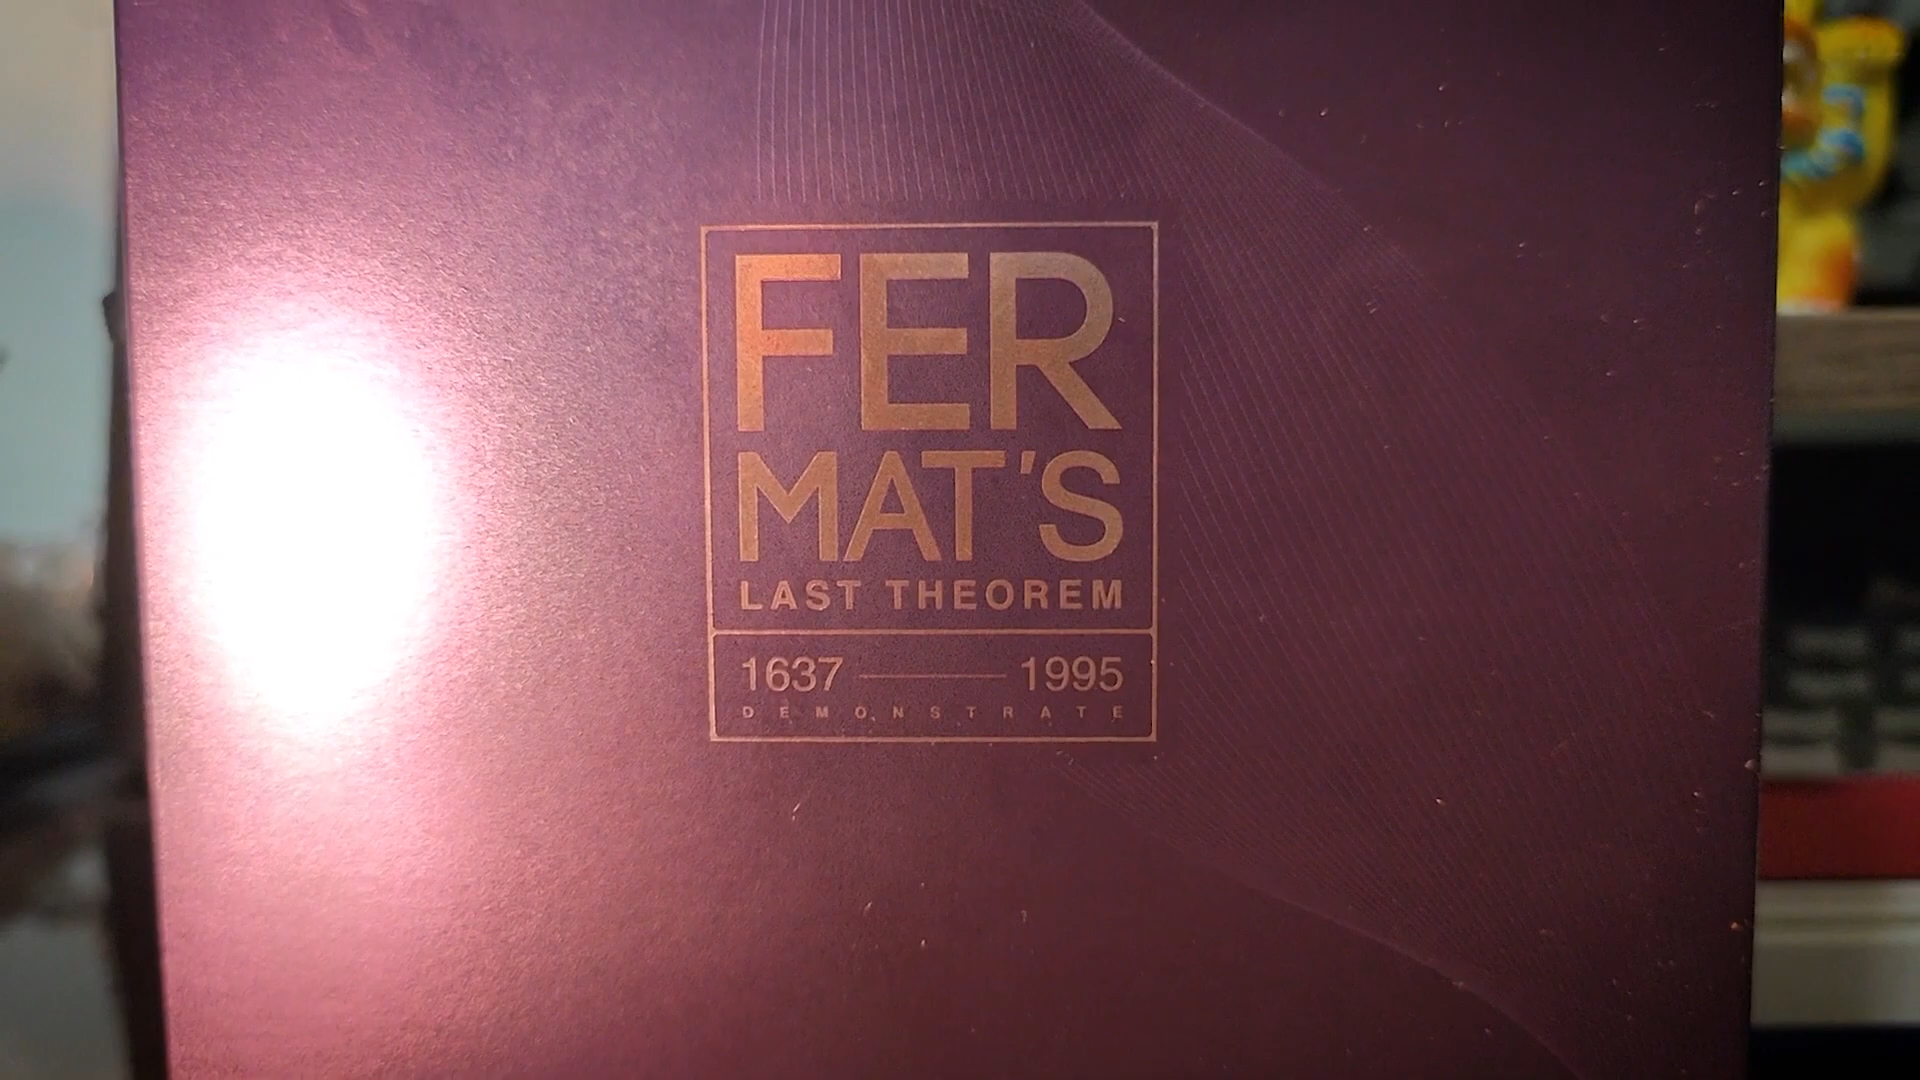 FER
MAT'S
LAST THEOREM
1637 —— 1995
DEMONSTRATE